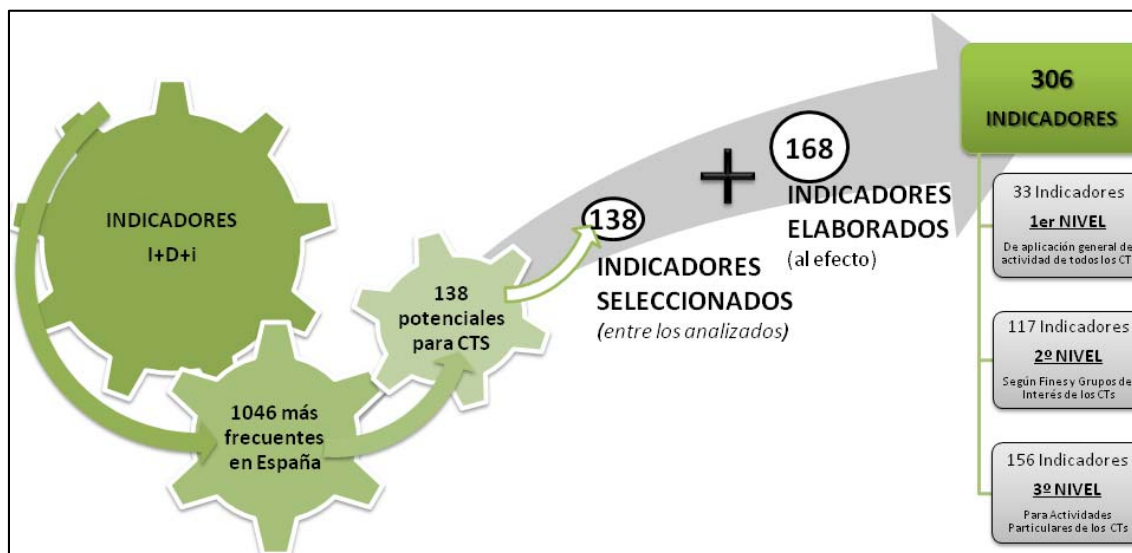 INDICADORES
I+D+i
1046 más
frecuentes
en España
138
potenciales
para CTS
138
INDICADORES
SELECCIONADOS
(entre los analizados)
168
INDICADORES
ELABORADOS
(al efecto)
306
INDICADORES
33 Indicadores
1er NIVEL
De aplicación general de
actividad de todos los CT
117 Indicadores
2º NIVEL
Según Fines y Grupos de
Interés de los CTs
156 Indicadores
3º NIVEL
Para Actividades
Particulares de los CTs